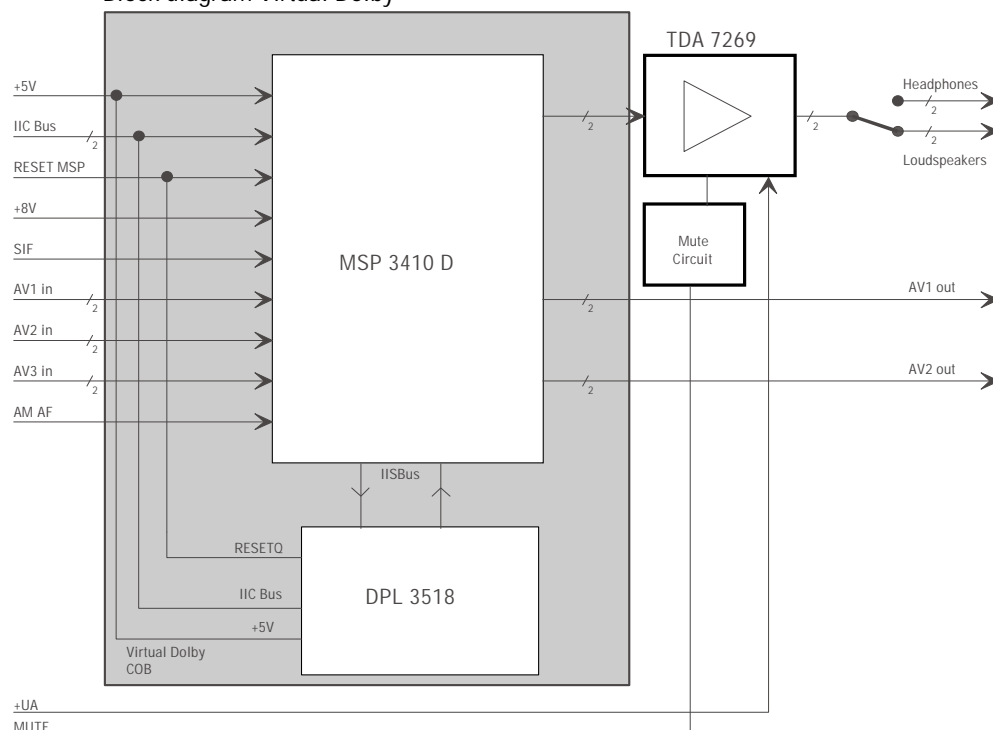 Block diagram Virtual Dolby
TDA 7269
+5V
IIC Bus
2
RESET MSP
+8V
SIF
AV1 in
2
AV2 in
2
AV3 in
2
AM AF
MSP 3410 D
2
2
Headphones
2
2
Loudspeakers
Mute
Circuit
2
AV1 out
2
AV2 out
IISBus
RESETQ
IIC Bus
+5V
DPL 3518
Virtual Dolby
COB
+UA
MUTE